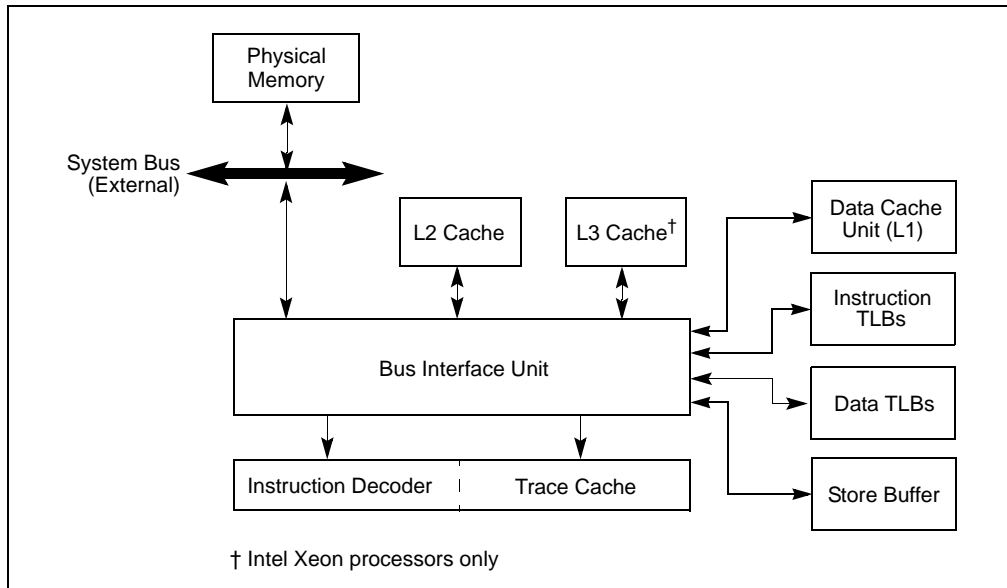 Physical
Memory
System Bus
(External)
L2 Cache
L3 Cache†
Data Cache
Unit (L1)
Instruction
TLBs
Bus Interface Unit
Data TLBs
Instruction Decoder
Trace Cache
Store Buffer
† Intel Xeon processors only